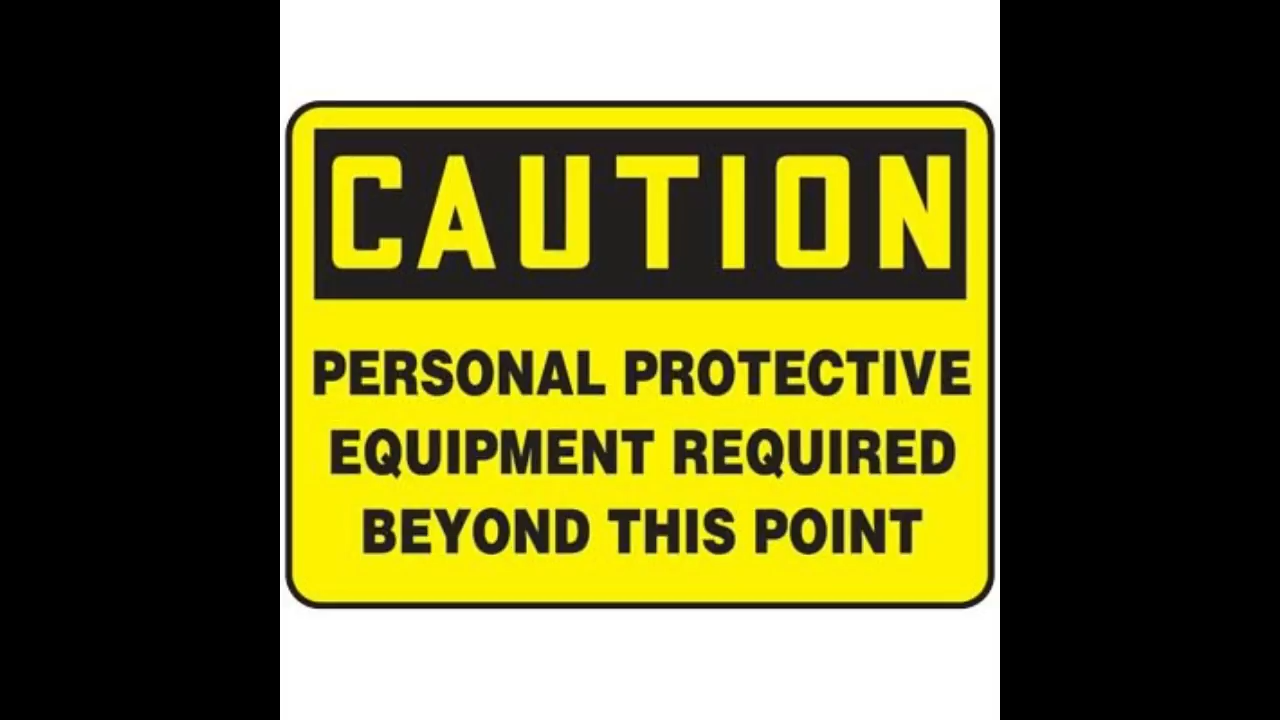 CAUTION
PERSONAL PROTECTIVE
EQUIPMENT REQUIRED
BEYOND THIS POINT